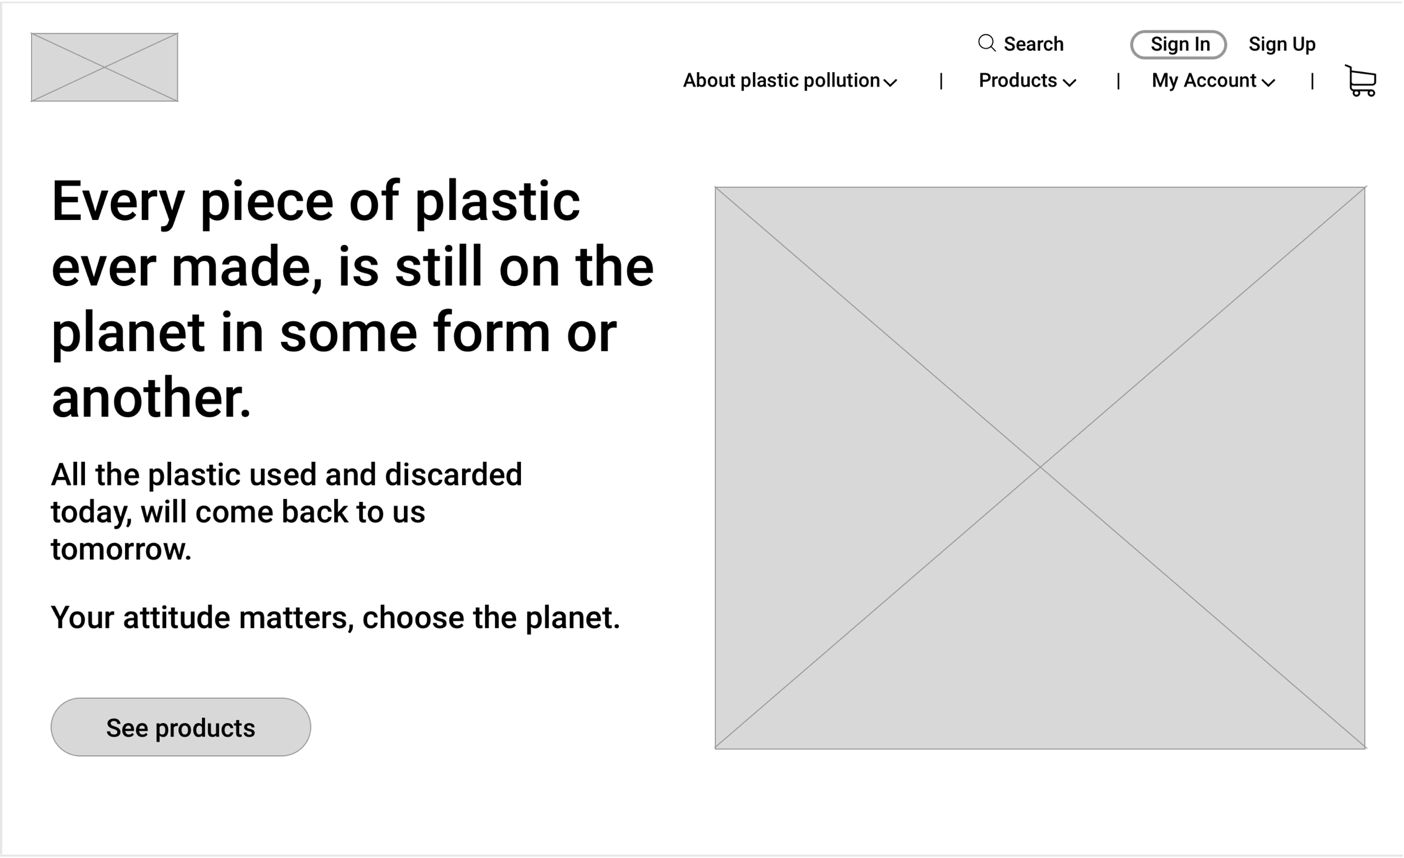 Search Sign In Sign Up
About plastic pollution | Products | My Account |
Every piece of plastic
ever made, is still on the
planet in some form or
another.
All the plastic used and discarded
today, will come back to us
tomorrow.
Your attitude matters, choose the planet.
See products